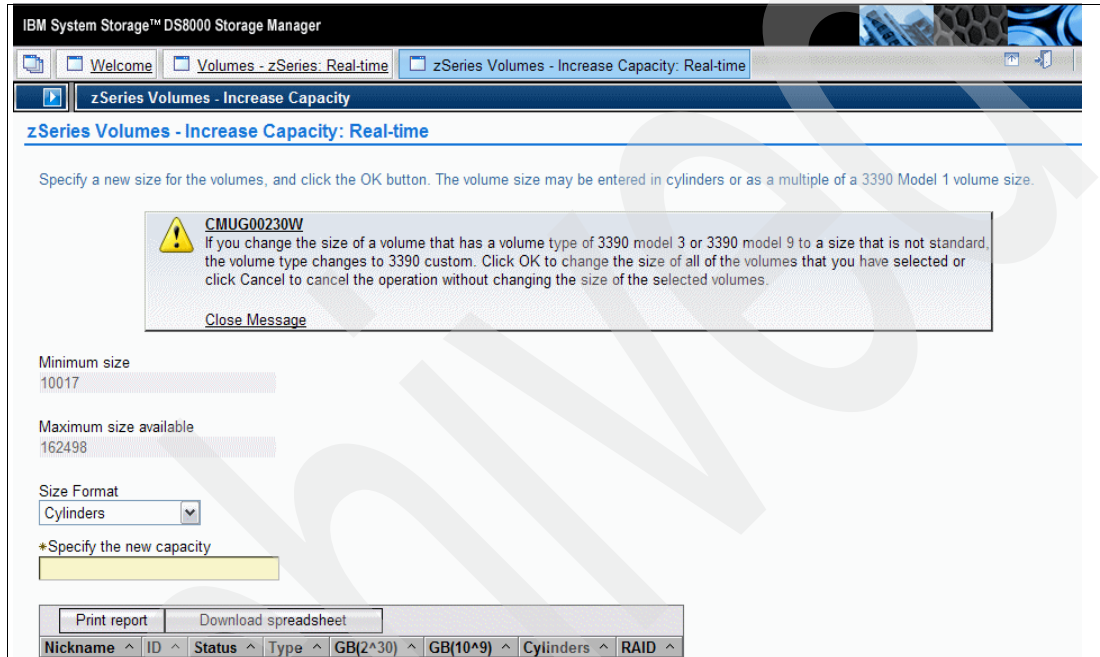 IBM System Storage™ DS8000 Storage Manager
Welcome Volumes - zSeries: Real-time zSeries Volumes - Increase Capacity: Real-time
zSeries Volumes - Increase Capacity
zSeries Volumes - Increase Capacity: Real-time
Specify a new size for the volumes, and click the OK button. The volume size may be entered in cylinders or as a multiple of a 3390 Model 1 volume size.
CMUG00230W
If you change the size of a volume that has a volume type of 3390 model 3 or 3390 model 9 to a size that is not standard,
the volume type changes to 3390 custom. Click OK to change the size of all of the volumes that you have selected or
click Cancel to cancel the operation without changing the size of the selected volumes.
Close Message
Minimum size
10017
Maximum size available
162498
Size Format
Cylinders
*Specify the new capacity
Print report Download spreadsheet
Nickname ^ ID ^ Status ^ Type ^ GB(2^30) ^ GB(10^9) ^ Cylinders ^ RAID ^